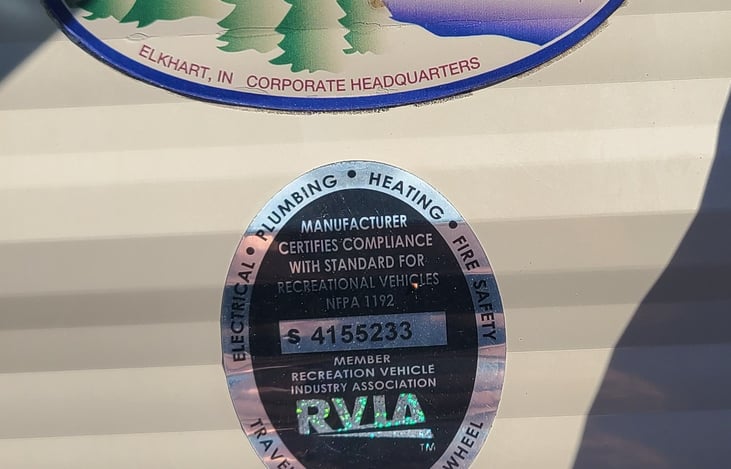 ELKHART, IN CORPORATE HEADQUARTERS
ELECTRICAL • PLUMBING • HEATING • FIRE SAFETY
MANUFACTURER
CERTIFIES COMPLIANCE
WITH STANDARD FOR
RECREATIONAL VEHICLES
NFPA 1192
S 4155233
MEMBER
RECREATION VEHICLE
INDUSTRY ASSOCIATION
RVIA
TM
WHEEL